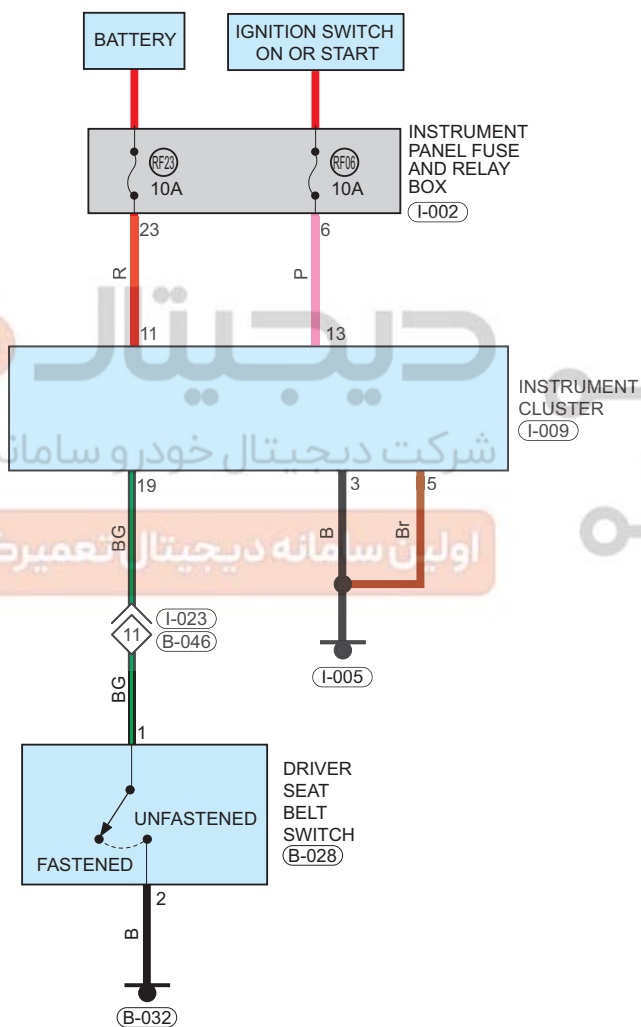 BATTERY
IGNITION SWITCH
ON OR START
RF23
10A
RF06
10A
INSTRUMENT
PANEL FUSE
AND RELAY
BOX
I-002
23
6
R
P
دیجیتال
11
13
INSTRUMENT
CLUSTER
I-009
شرکت دیجیتال خودرو سامانه
19
3
5
BG
B
Br
اولین سامانه دیجیتال
11
I-023
B-046
I-005
BG
1
DRIVER
SEAT
BELT
SWITCH
B-028
UNFASTENED
FASTENED
2
B
B-032